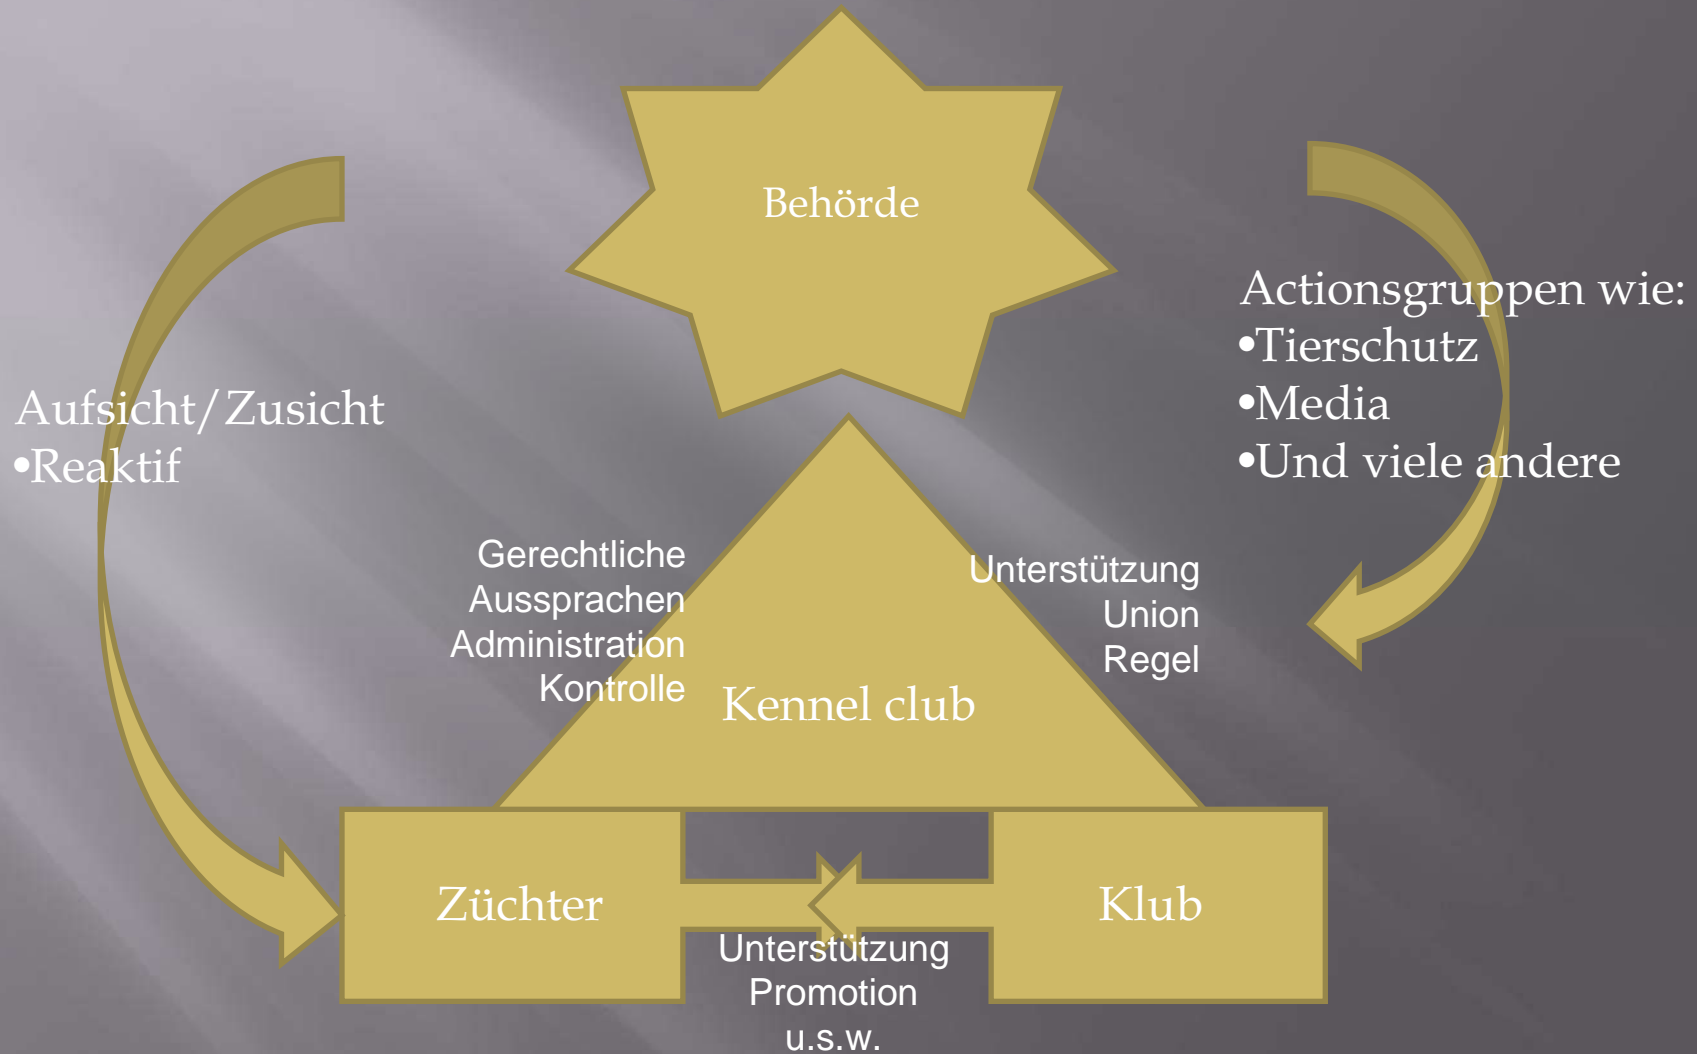 Behörde
Actionsgruppen wie:
•Tierschutz
•Media
•Und viele andere
Aufsicht/Zusicht
•Reaktif
Gerechtliche
Aussprachen
Administration
Kontrolle
Unterstützung
Union
Regel
Kennel club
Züchter
Klub
Unterstützung
Promotion
u.s.w.